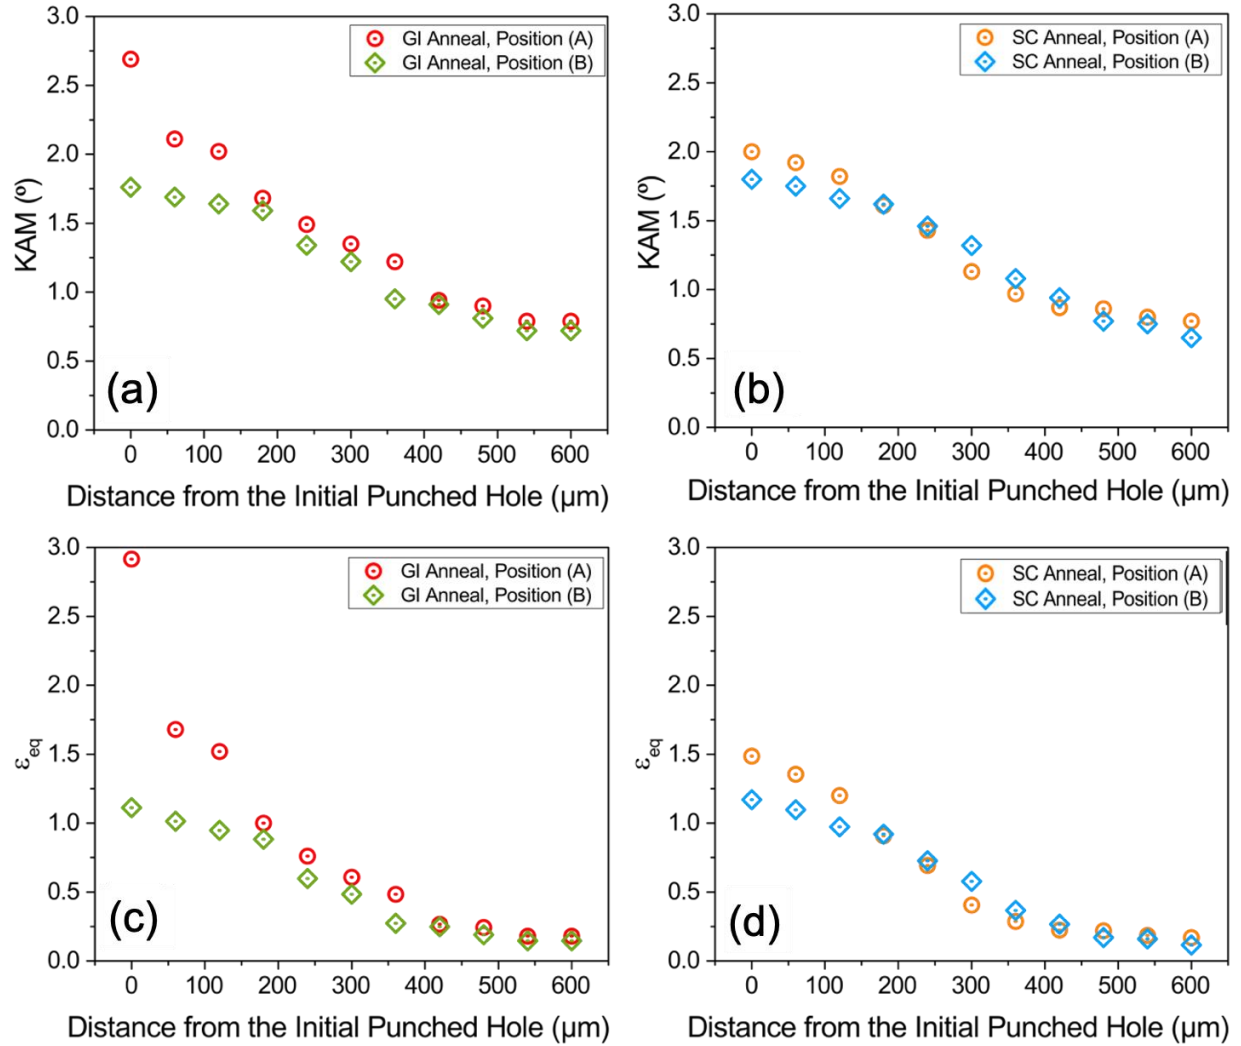 3.0
2.5
2.0
1.5
1.0
0.5
0.0
KAM (º)
GI Anneal, Position (A)
GI Anneal, Position (B)
(a)
0 100 200 300 400 500 600
Distance from the Initial Punched Hole (µm)
3.0
2.5
2.0
1.5
1.0
0.5
0.0
KAM (º)
SC Anneal, Position (A)
SC Anneal, Position (B)
(b)
0 100 200 300 400 500 600
Distance from the Initial Punched Hole (µm)
3.0
2.5
2.0
1.5
1.0
0.5
0.0
εeq
GI Anneal, Position (A)
GI Anneal, Position (B)
(c)
0 100 200 300 400 500 600
Distance from the Initial Punched Hole (µm)
3.0
2.5
2.0
1.5
1.0
0.5
0.0
εeq
SC Anneal, Position (A)
SC Anneal, Position (B)
(d)
0 100 200 300 400 500 600
Distance from the Initial Punched Hole (µm)